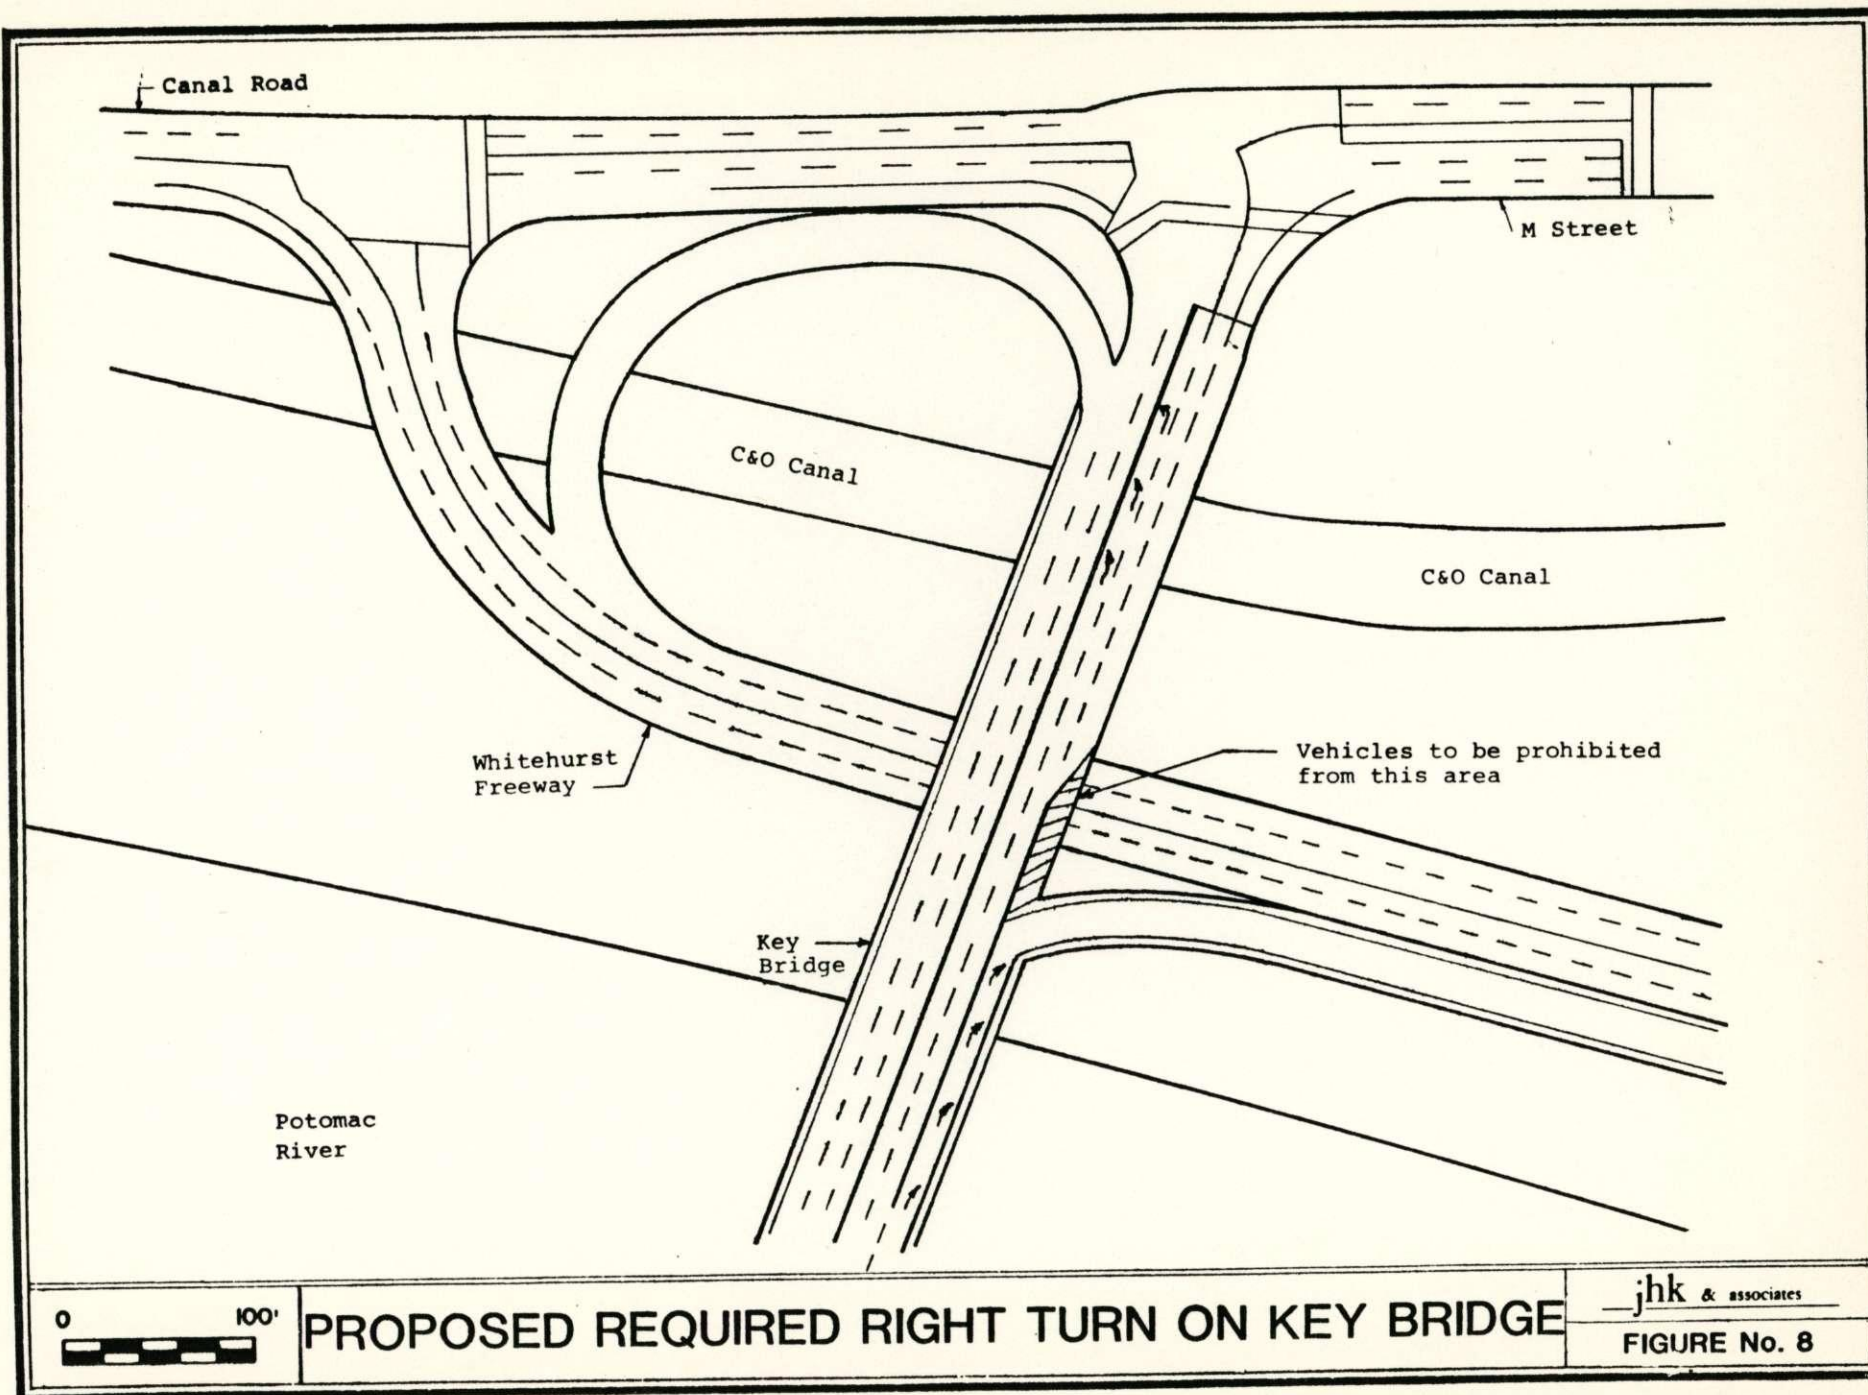 Canal Road
M Street
C&O Canal
C&O Canal
Whitehurst
Freeway
Vehicles to be prohibited
from this area
Key
Bridge
Potomac
River
0 100'
PROPOSED REQUIRED RIGHT TURN ON KEY BRIDGE
jhk & associates
FIGURE No. 8